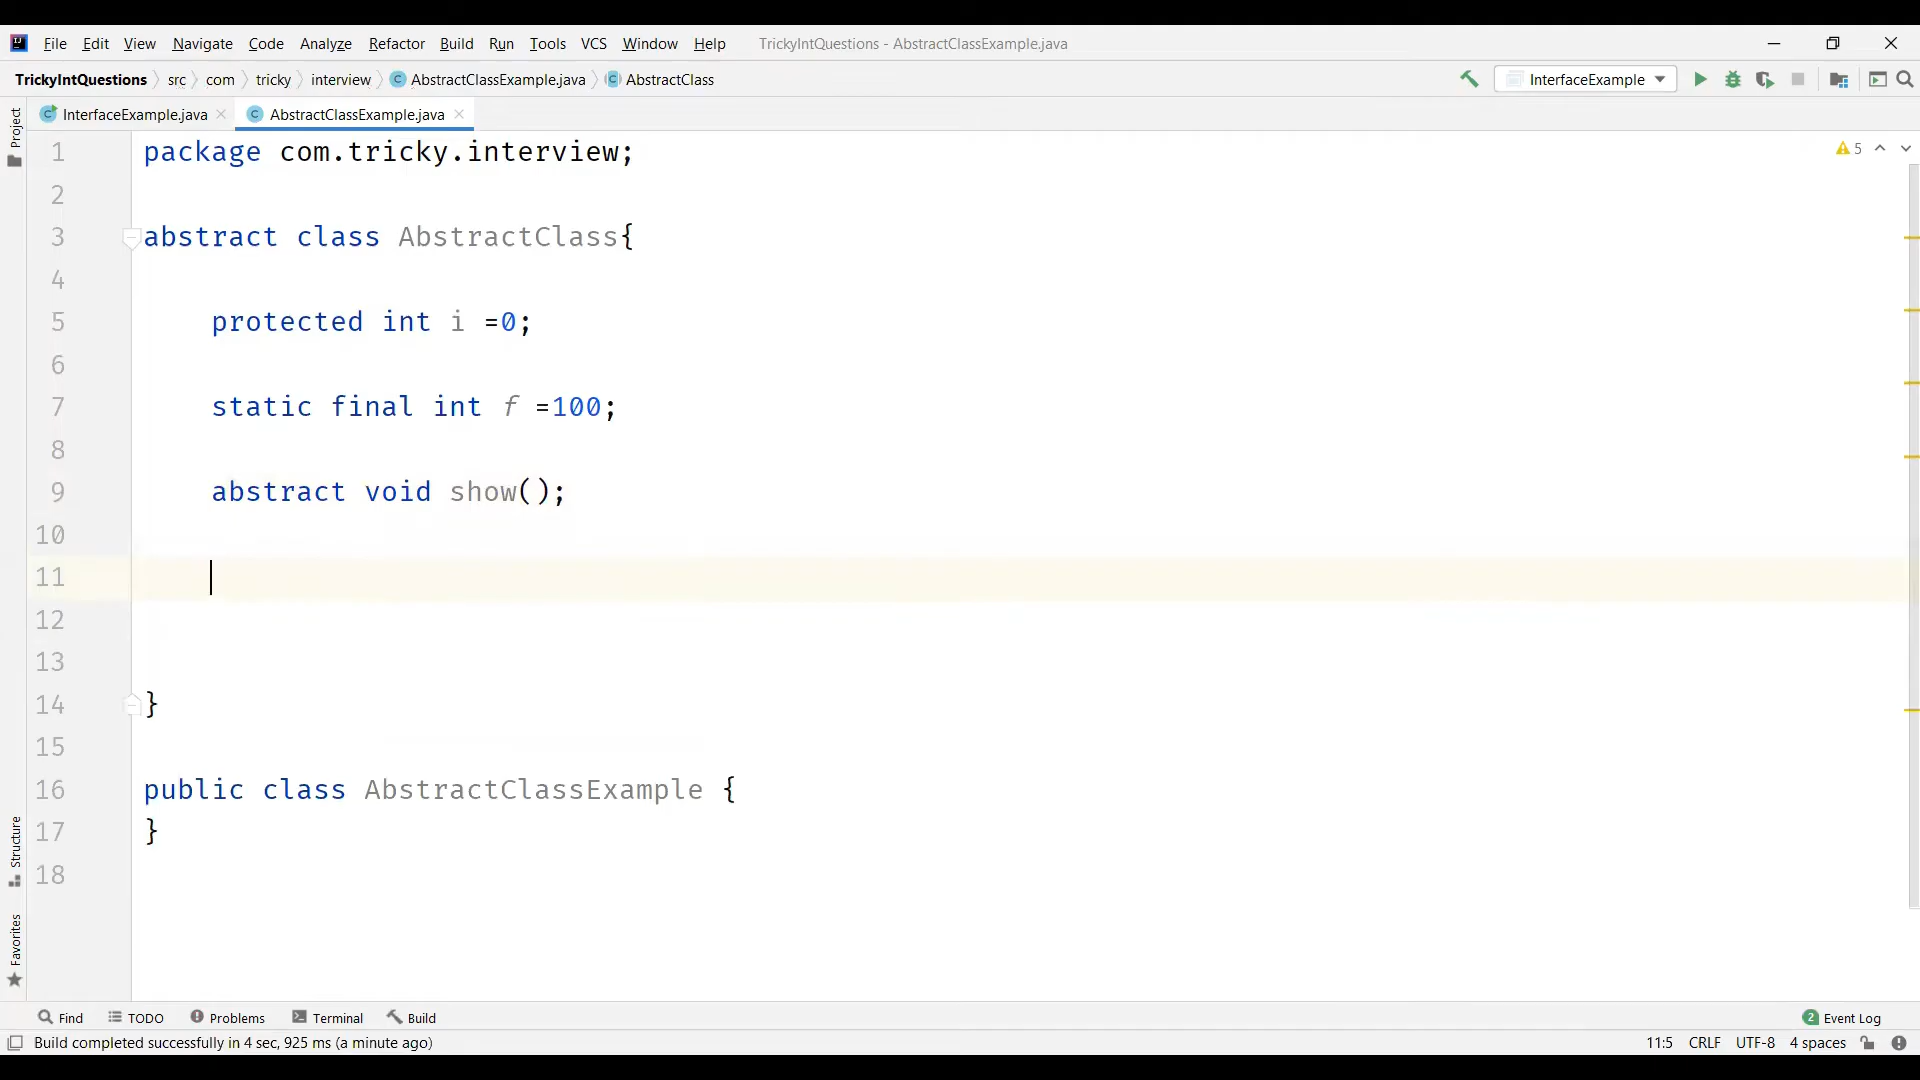 File Edit View Navigate Code Analyze Refactor Build Run Tools VCS Window Help TrickyIntQuestions - AbstractClassExample.java
TrickyIntQuestions src com tricky interview AbstractClassExample.java AbstractClass InterfaceExample
InterfaceExample.java AbstractClassExample.java
Project
1 package com.tricky.interview; 5
2
3 abstract class AbstractClass{
4
5 protected int i =0;
6
7 static final int f =100;
8
9 abstract void show();
10
11
12
13
14 }
15
16 public class AbstractClassExample {
17 }
18
Structure
Favorites
Find TODO Problems Terminal Build 2 Event Log
Build completed successfully in 4 sec, 925 ms (a minute ago) 11:5 CRLF UTF-8 4 spaces